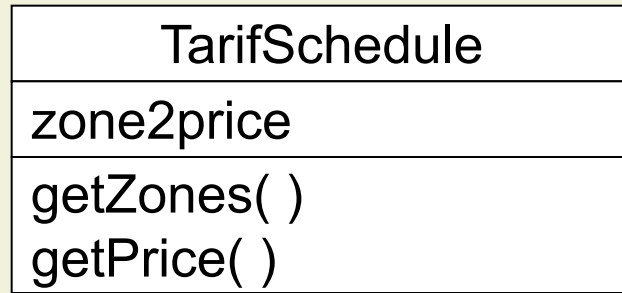 TarifSchedule
zone2price
getZones( )
getPrice( )